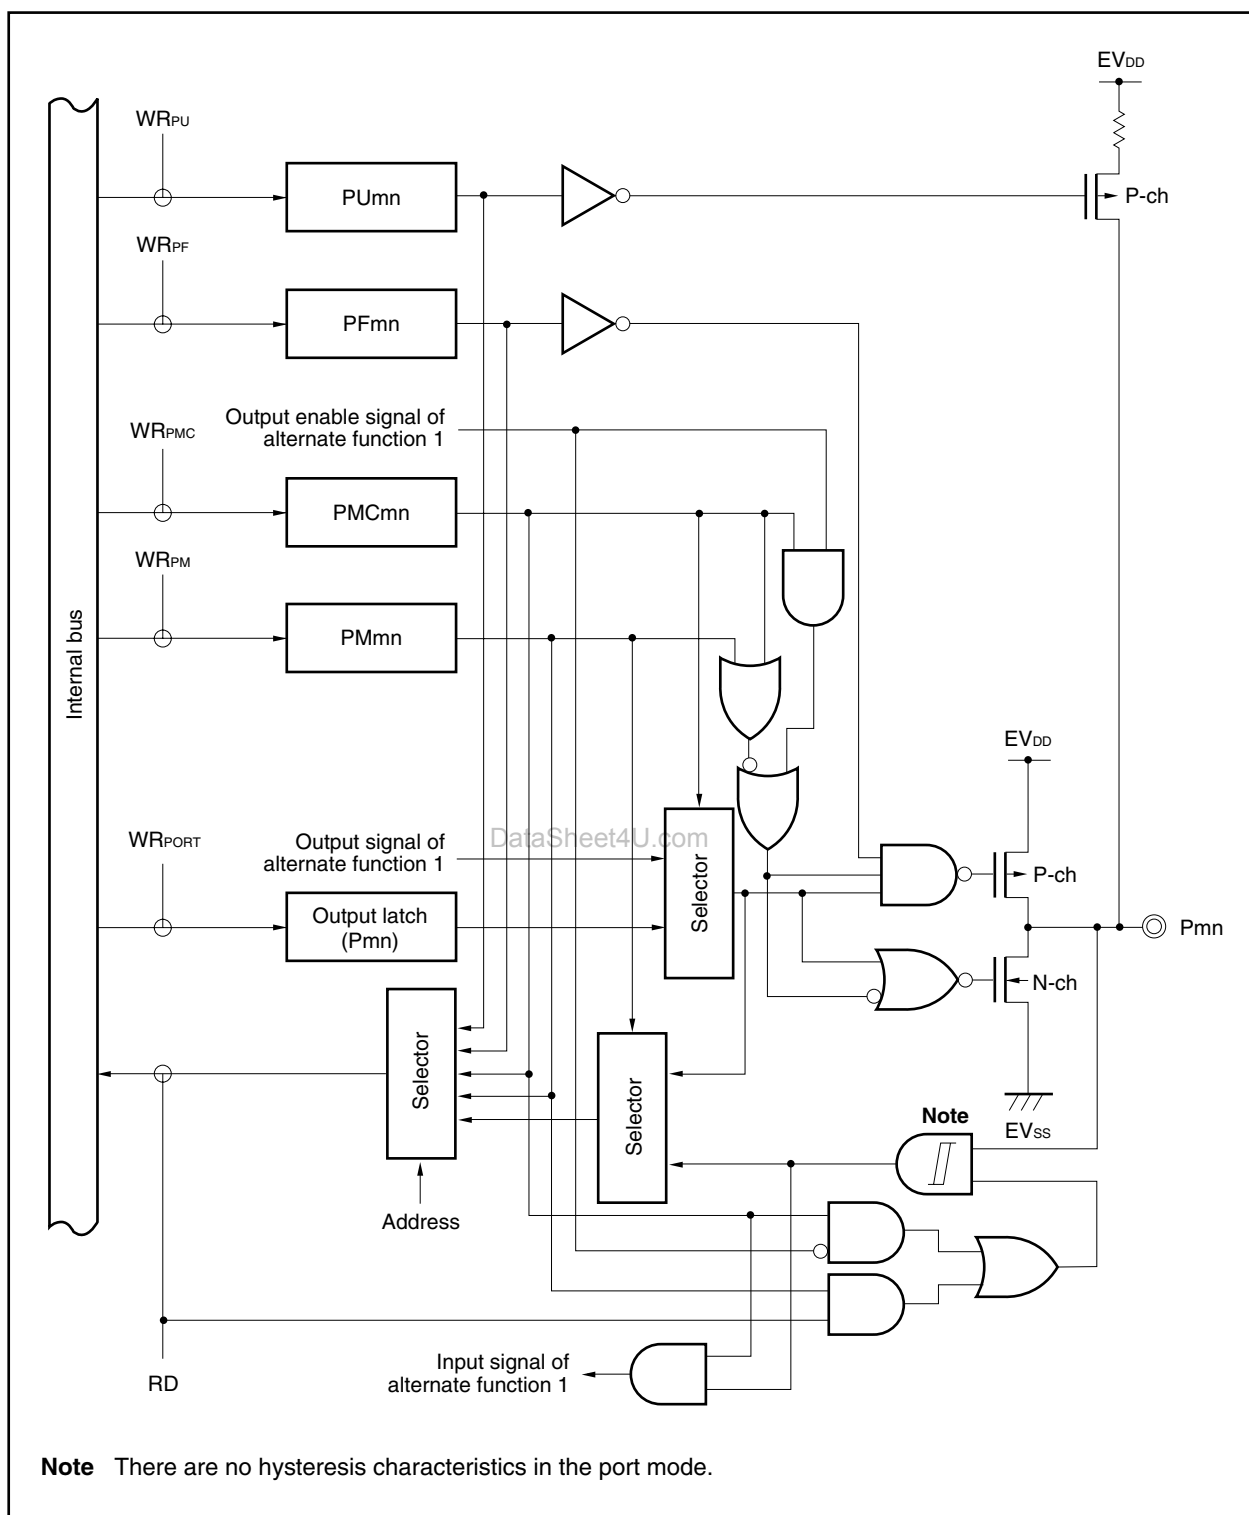 EVDD
WRPU
PUmn
P-ch
WRPF
PFmn
Output enable signal of
alternate function 1
WRPMC
PMCmn
WRPM
PMmn
Internal bus
EVDD
WRPORT
Output signal of
alternate function 1
DataSheet4U.com
Selector
P-ch
Output latch
(Pmn)
Pmn
N-ch
Selector
Selector
Note
EVSS
Address
Input signal of
alternate function 1
RD
Note There are no hysteresis characteristics in the port mode.